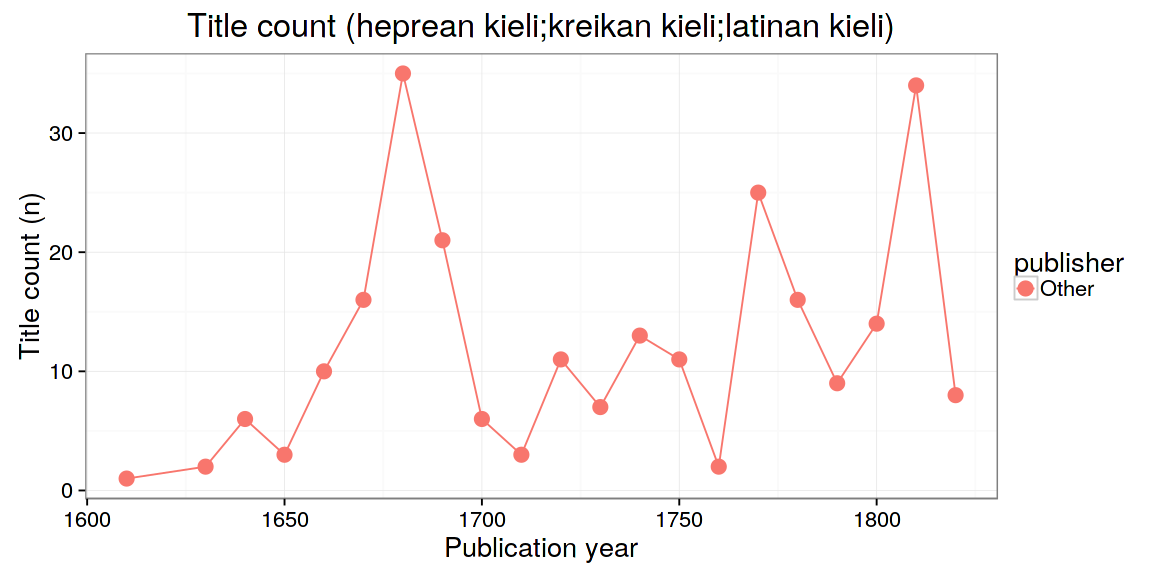 Title count (heprean kieli;kreikan kieli;latinan kieli)
Title count (n)
30
20
10
0
1600 1650 1700 1750 1800
Publication year
publisher
Other